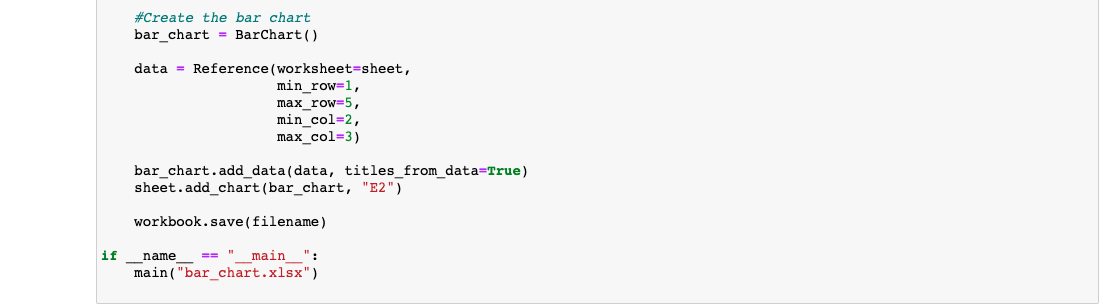 #Create the bar chart
bar_chart = BarChart()
data = Reference(worksheet=sheet,
min_row=1,
max_row=5,
min_col=2,
max_col=3)
bar_chart.add_data(data, titles_from_data=True)
sheet.add_chart(bar_chart, "E2")
workbook.save(filename)
if __name__ == "__main__":
main("bar_chart.xlsx")